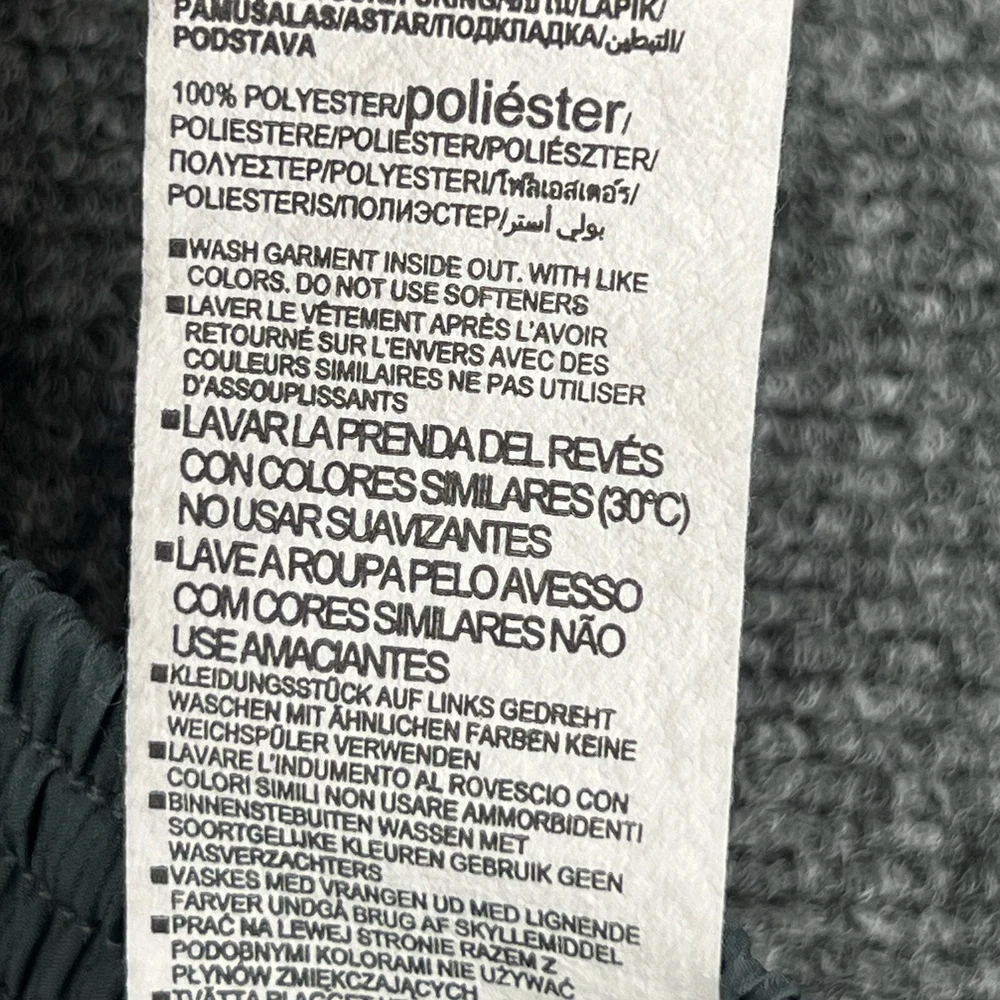 PAMUŠALAS/ASTAR/ПОДКЛАДКА/التبطين/
PODSTAVA
100% POLYESTER/poliéster/
POLIESTERE/POLIESTER/POLIÉSZTER/
ΠΟΛΥΕΣΤΕΡ/POLYESTERI/โพลีเอสเตอร์/
POLIESTERIS/ПОЛИЭСТЕР/بولي أستر
■WASH GARMENT INSIDE OUT. WITH LIKE
COLORS. DO NOT USE SOFTENERS
■LAVER LE VÊTEMENT APRÈS L'AVOIR
RETOURNÉ SUR L'ENVERS AVEC DES
COULEURS SIMILAIRES NE PAS UTILISER
D'ASSOUPLISSANTS
■LAVAR LA PRENDA DEL REVÉS
CON COLORES SIMILARES (30ºC)
NO USAR SUAVIZANTES
■LAVE A ROUPA PELO AVESSO
COM CORES SIMILARES NÃO
USE AMACIANTES
■KLEIDUNGSSTÜCK AUF LINKS GEDREHT
WASCHEN MIT ÄHNLICHEN FARBEN KEINE
WEICHSPÜLER VERWENDEN
■LAVARE L'INDUMENTO AL ROVESCIO CON
COLORI SIMILI NON USARE AMMORBIDENTI
■BINNENSTEBUITEN WASSEN MET
SOORTGELIJKE KLEUREN GEBRUIK GEEN
WASVERZACHTERS
■VASKES MED VRANGEN UD MED LIGNENDE
FARVER UNDGÅ BRUG AF SKYLLEMIDDEL
■PRAĆ NA LEWEJ STRONIE RAZEM Z
PODOBNYMI KOLORAMI NIE UŻYWAĆ
PŁYNÓW ZMIĘKCZAJĄCYCH